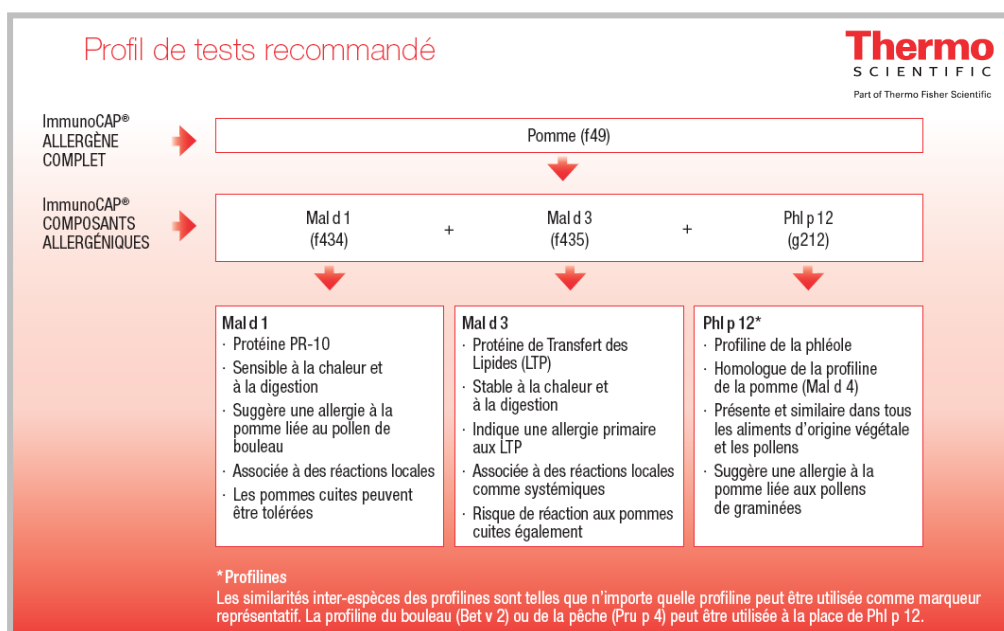 Profil de tests recommandé
Thermo
SCIENTIFIC
Part of Thermo Fisher Scientific
ImmunoCAP®
ALLERGÈNE
COMPLET
Pomme (f49)
ImmunoCAP®
COMPOSANTS
ALLERGÉNIQUES
Mal d 1
(f434)
+
Mal d 3
(f435)
+
Phl p 12
(g212)
Mal d 1
· Protéine PR-10
· Sensible à la chaleur et
à la digestion
· Suggère une allergie à la
pomme liée au pollen de
bouleau
· Associée à des réactions locales
· Les pommes cuites peuvent
être tolérées
Mal d 3
· Protéine de Transfert des
Lipides (LTP)
· Stable à la chaleur et
à la digestion
· Indique une allergie primaire
aux LTP
· Associée à des réactions locales
comme systémiques
· Risque de réaction aux pommes
cuites également
Phl p 12*
· Profiline de la phléole
· Homologue de la profiline
de la pomme (Mal d 4)
· Présente et similaire dans tous
les aliments d'origine végétale
et les pollens
· Suggère une allergie à la
pomme liée aux pollens
de graminées
*Profilines
Les similarités inter-espèces des profilines sont telles que n'importe quelle profiline peut être utilisée comme marqueur
représentatif. La profiline du bouleau (Bet v 2) ou de la pêche (Pru p 4) peut être utilisée à la place de Phl p 12.